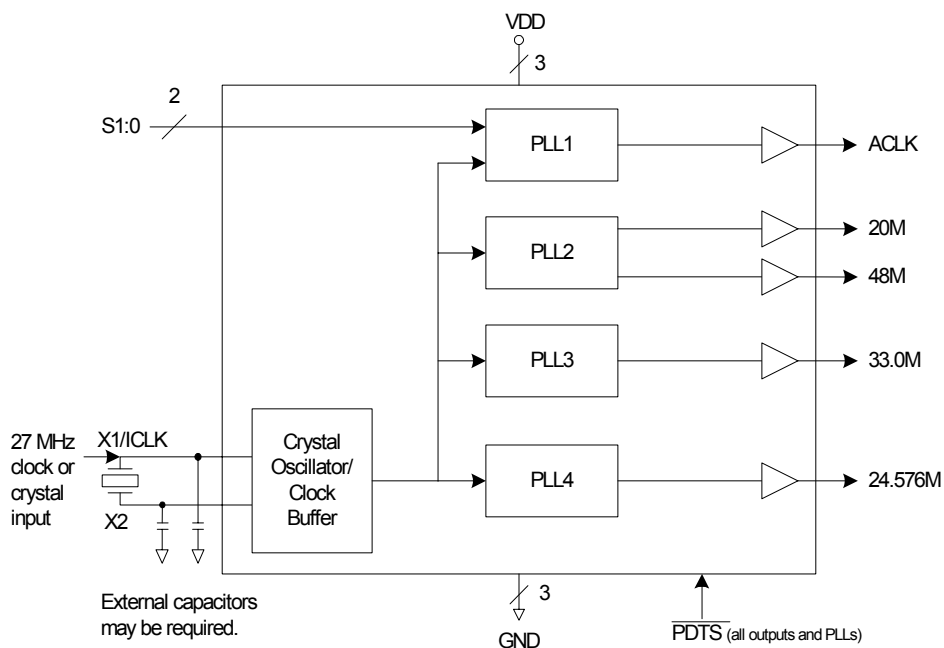 VDD
3
2
S1:0
PLL1
ACLK
20M
PLL2
48M
PLL3
33.0M
27 MHz
clock or
crystal
input
X1/ICLK
X2
Crystal
Oscillator/
Clock
Buffer
PLL4
24.576M
External capacitors
may be required.
3
GND
PDTS (all outputs and PLLs)